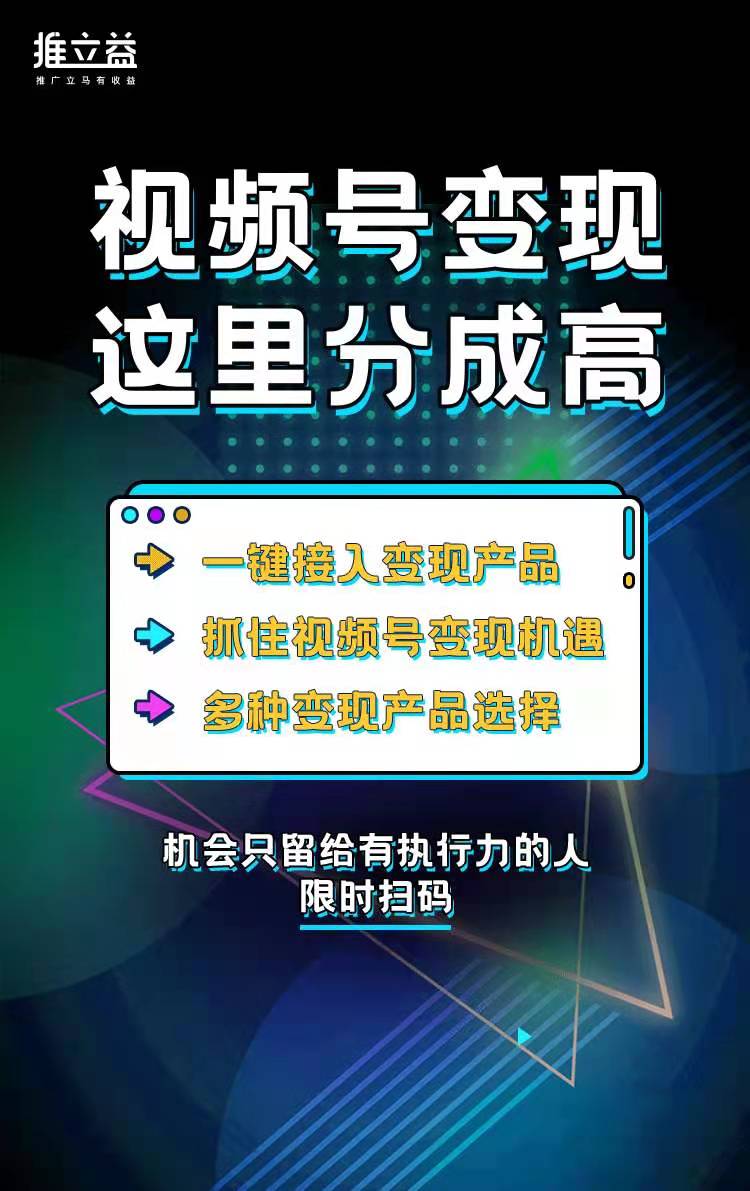 推立益
推广立马有收益
视频号变现
这里分成高
一键接入变现产品
抓住视频号变现机遇
多种变现产品选择
机会只留给有执行力的人
限时扫码